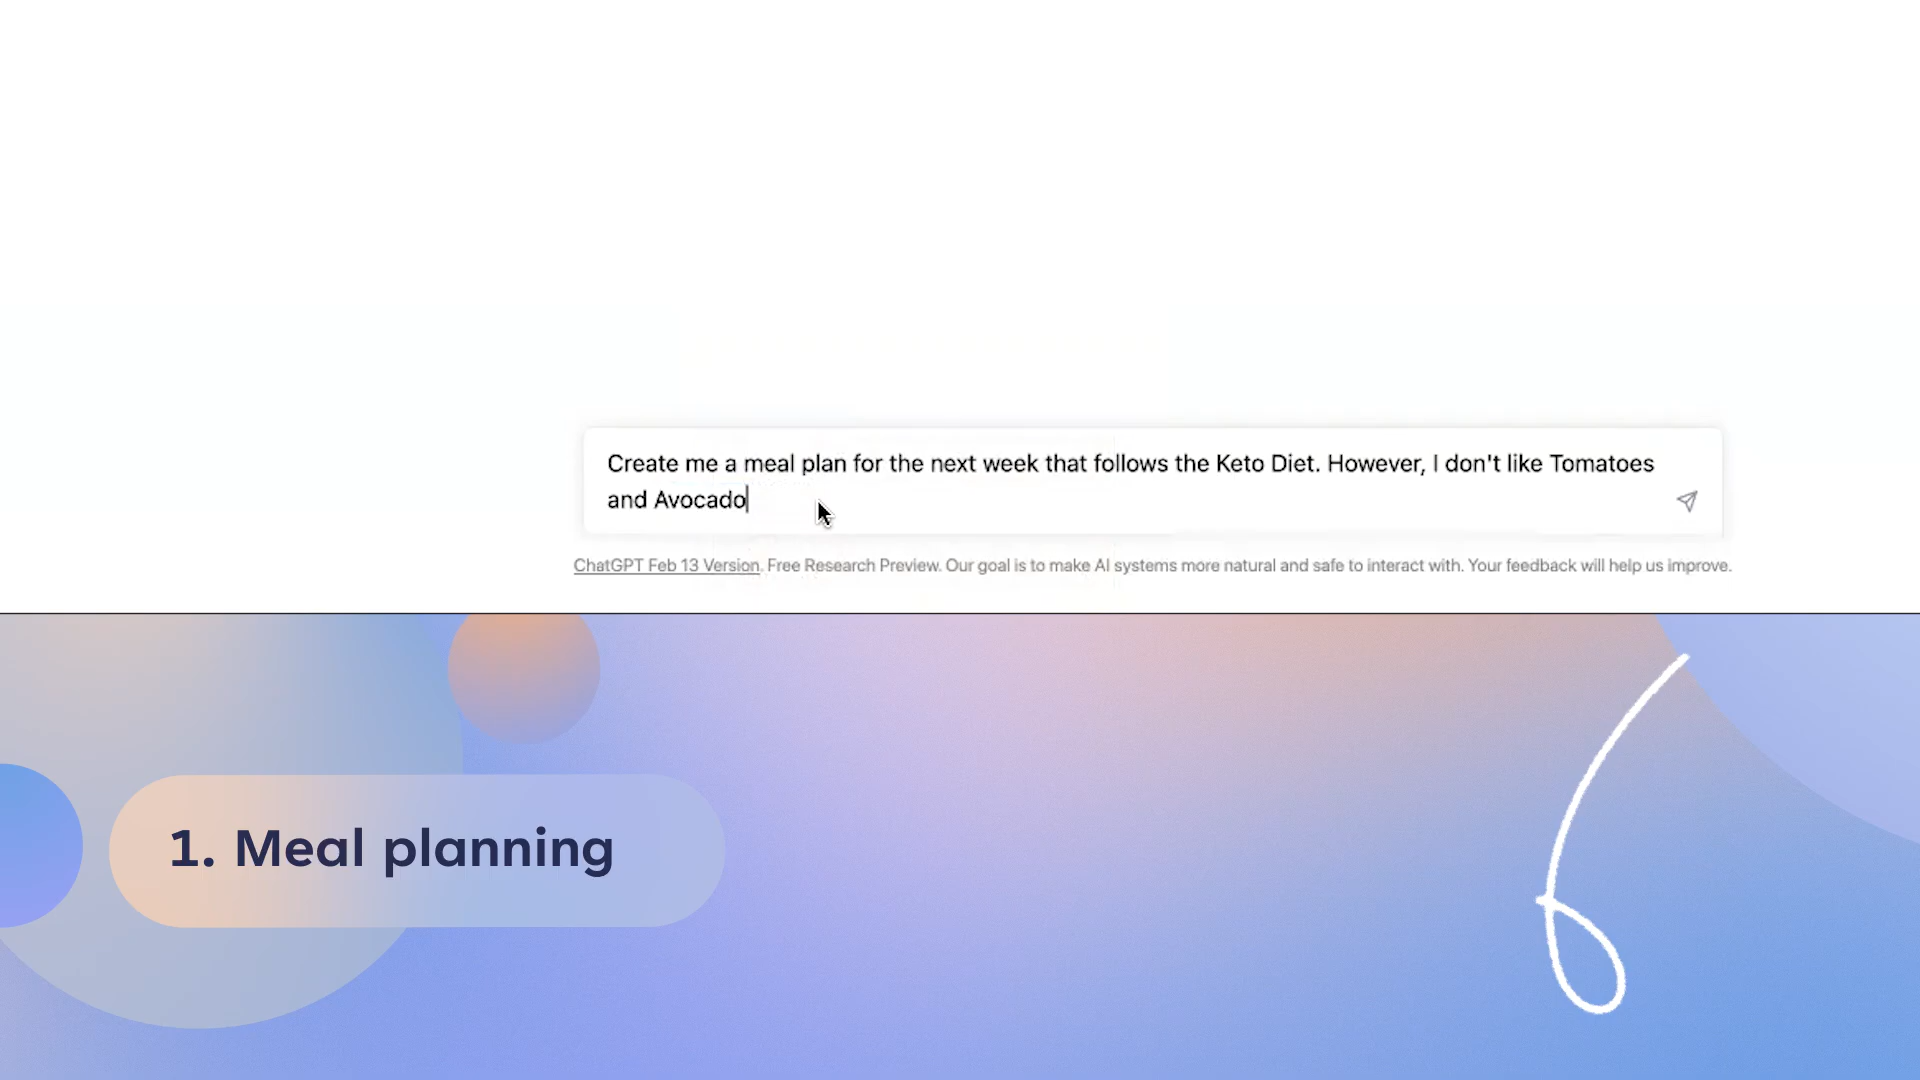 Create me a meal plan for the next week that follows the Keto Diet. However, I don't like Tomatoes
and Avocado
ChatGPT Feb 13 Version. Free Research Preview. Our goal is to make AI systems more natural and safe to interact with. Your feedback will help us improve.
1. Meal planning